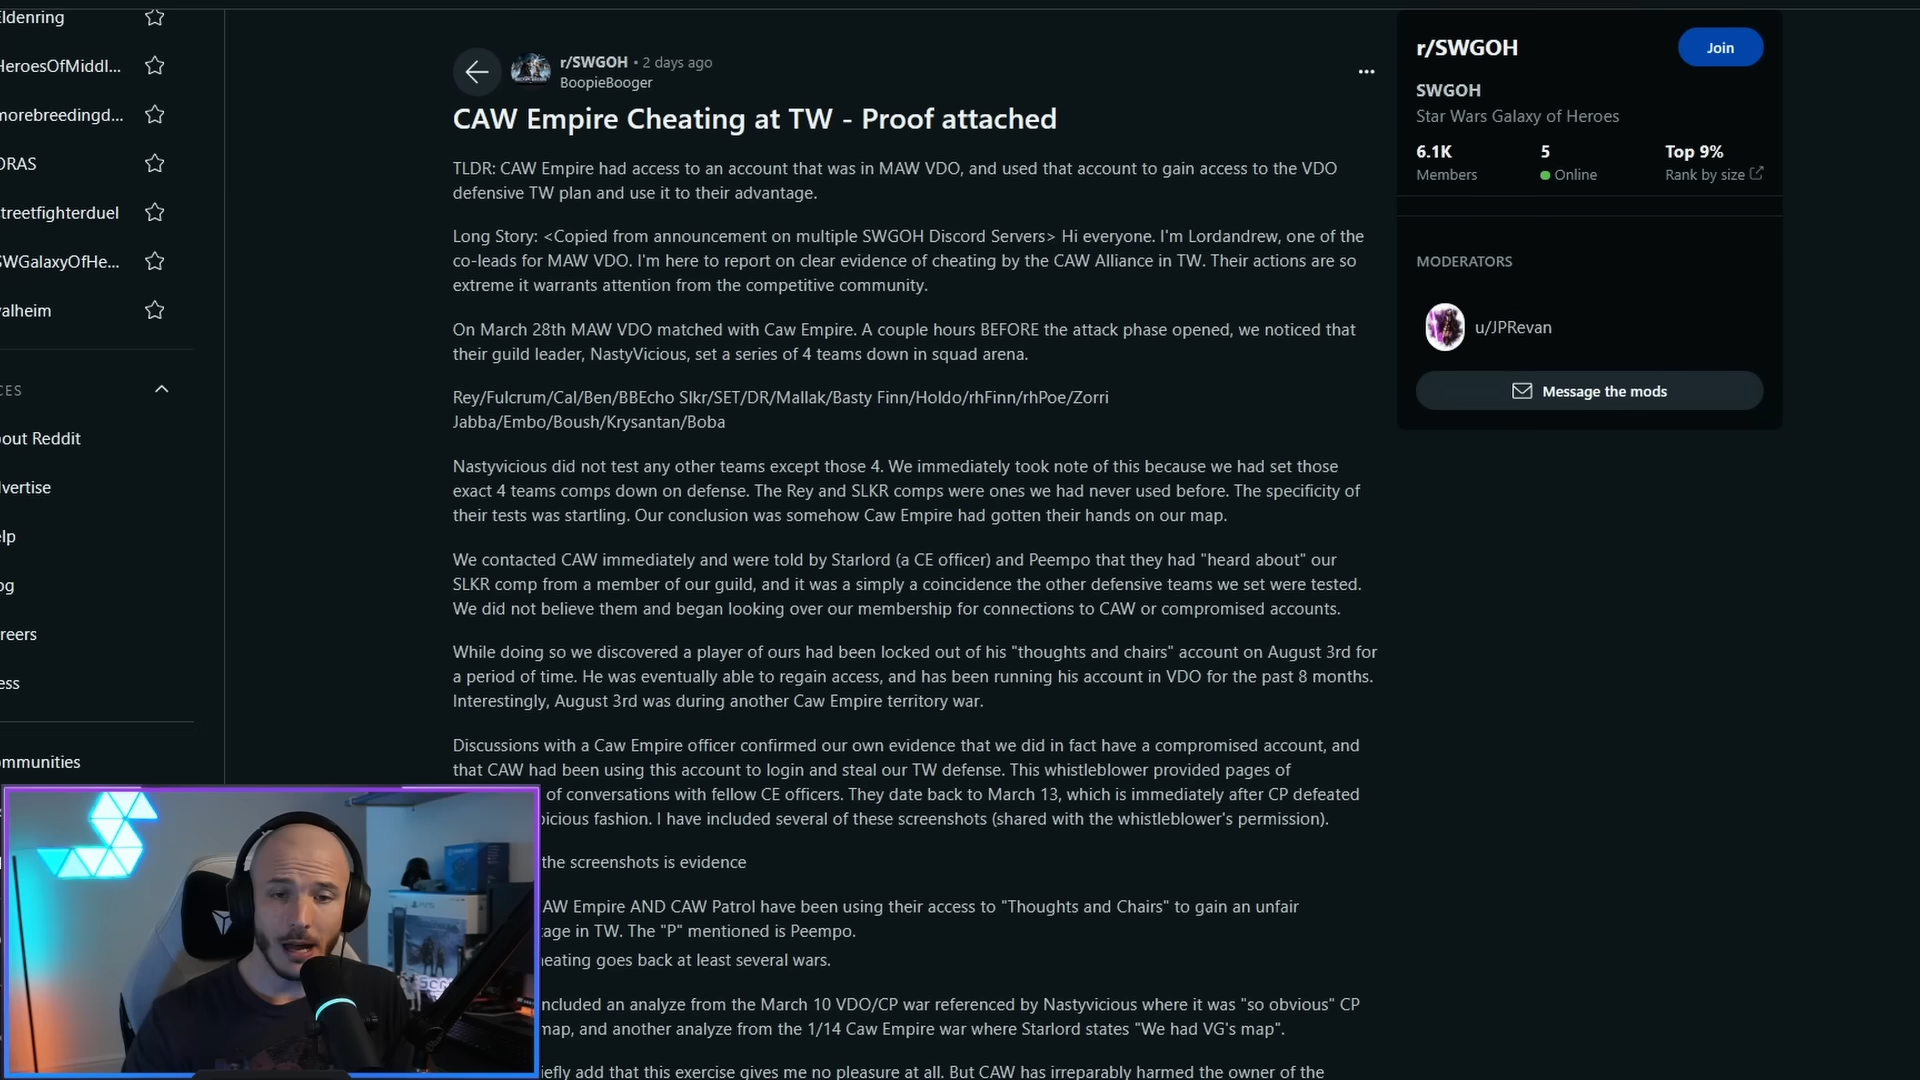 Eldenring
HeroesOfMiddl...
morebreedingd...
ORAS
treetfighterduel
SWGalaxyOfHe...
alheim
CES
out Reddit
vertise
elp
og
reers
ess
mmunities
r/SWGOH • 2 days ago
BoopieBooger
CAW Empire Cheating at TW - Proof attached
TLDR: CAW Empire had access to an account that was in MAW VDO, and used that account to gain access to the VDO
defensive TW plan and use it to their advantage.
Long Story: <Copied from announcement on multiple SWGOH Discord Servers> Hi everyone. I'm Lordandrew, one of the
co-leads for MAW VDO. I'm here to report on clear evidence of cheating by the CAW Alliance in TW. Their actions are so
extreme it warrants attention from the competitive community.
On March 28th MAW VDO matched with Caw Empire. A couple hours BEFORE the attack phase opened, we noticed that
their guild leader, NastyVicious, set a series of 4 teams down in squad arena.
Rey/Fulcrum/Cal/Ben/BBEcho Slkr/SET/DR/Mallak/Basty Finn/Holdo/rhFinn/rhPoe/Zorri
Jabba/Embo/Boush/Krysantan/Boba
Nastyvicious did not test any other teams except those 4. We immediately took note of this because we had set those
exact 4 teams comps down on defense. The Rey and SLKR comps were ones we had never used before. The specificity of
their tests was startling. Our conclusion was somehow Caw Empire had gotten their hands on our map.
We contacted CAW immediately and were told by Starlord (a CE officer) and Peempo that they had "heard about" our
SLKR comp from a member of our guild, and it was a simply a coincidence the other defensive teams we set were tested.
We did not believe them and began looking over our membership for connections to CAW or compromised accounts.
While doing so we discovered a player of ours had been locked out of his "thoughts and chairs" account on August 3rd for
a period of time. He was eventually able to regain access, and has been running his account in VDO for the past 8 months.
Interestingly, August 3rd was during another Caw Empire territory war.
Discussions with a Caw Empire officer confirmed our own evidence that we did in fact have a compromised account, and
that CAW had been using this account to login and steal our TW defense. This whistleblower provided pages of
of conversations with fellow CE officers. They date back to March 13, which is immediately after CP defeated
picious fashion. I have included several of these screenshots (shared with the whistleblower's permission).
the screenshots is evidence
AW Empire AND CAW Patrol have been using their access to "Thoughts and Chairs" to gain an unfair
tage in TW. The "P" mentioned is Peempo.
heating goes back at least several wars.
included an analyze from the March 10 VDO/CP war referenced by Nastyvicious where it was "so obvious" CP
map, and another analyze from the 1/14 Caw Empire war where Starlord states "We had VG's map".
iefly add that this exercise gives me no pleasure at all. But CAW has irreparably harmed the owner of the
r/SWGOH
Join
SWGOH
Star Wars Galaxy of Heroes
6.1K 5 Top 9%
Members Online Rank by size
MODERATORS
u/JPRevan
Message the mods